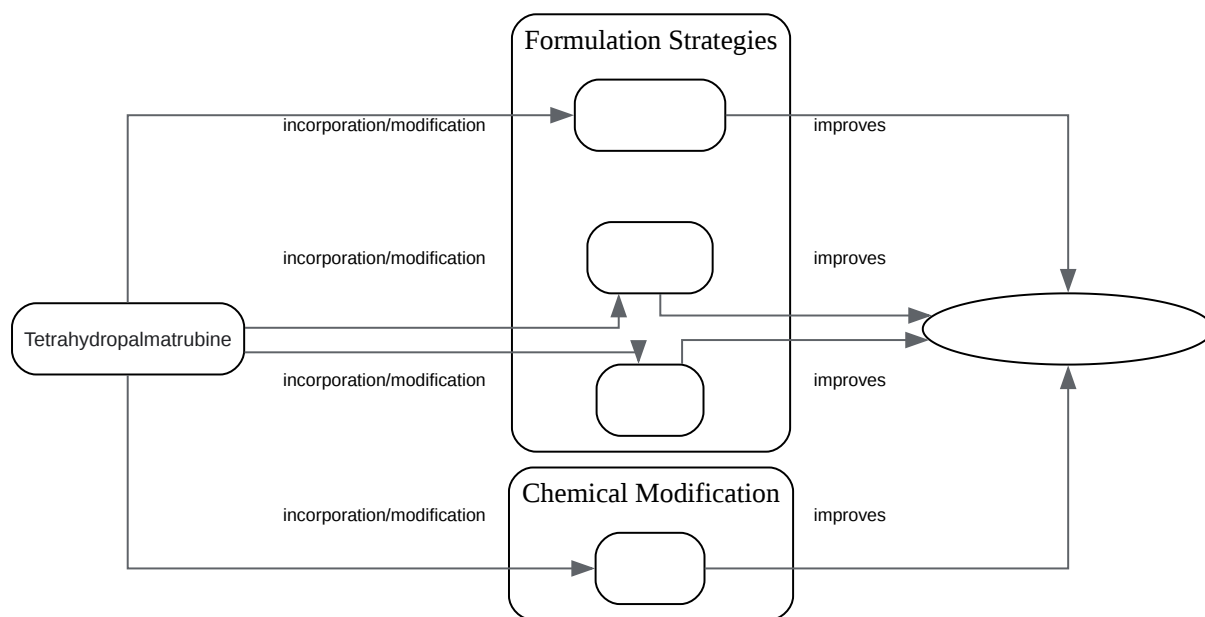 Formulation Strategies
incorporation/modification
improves
incorporation/modification
improves
Tetrahydropalmatrubine
incorporation/modification
improves
Chemical Modification
incorporation/modification
improves